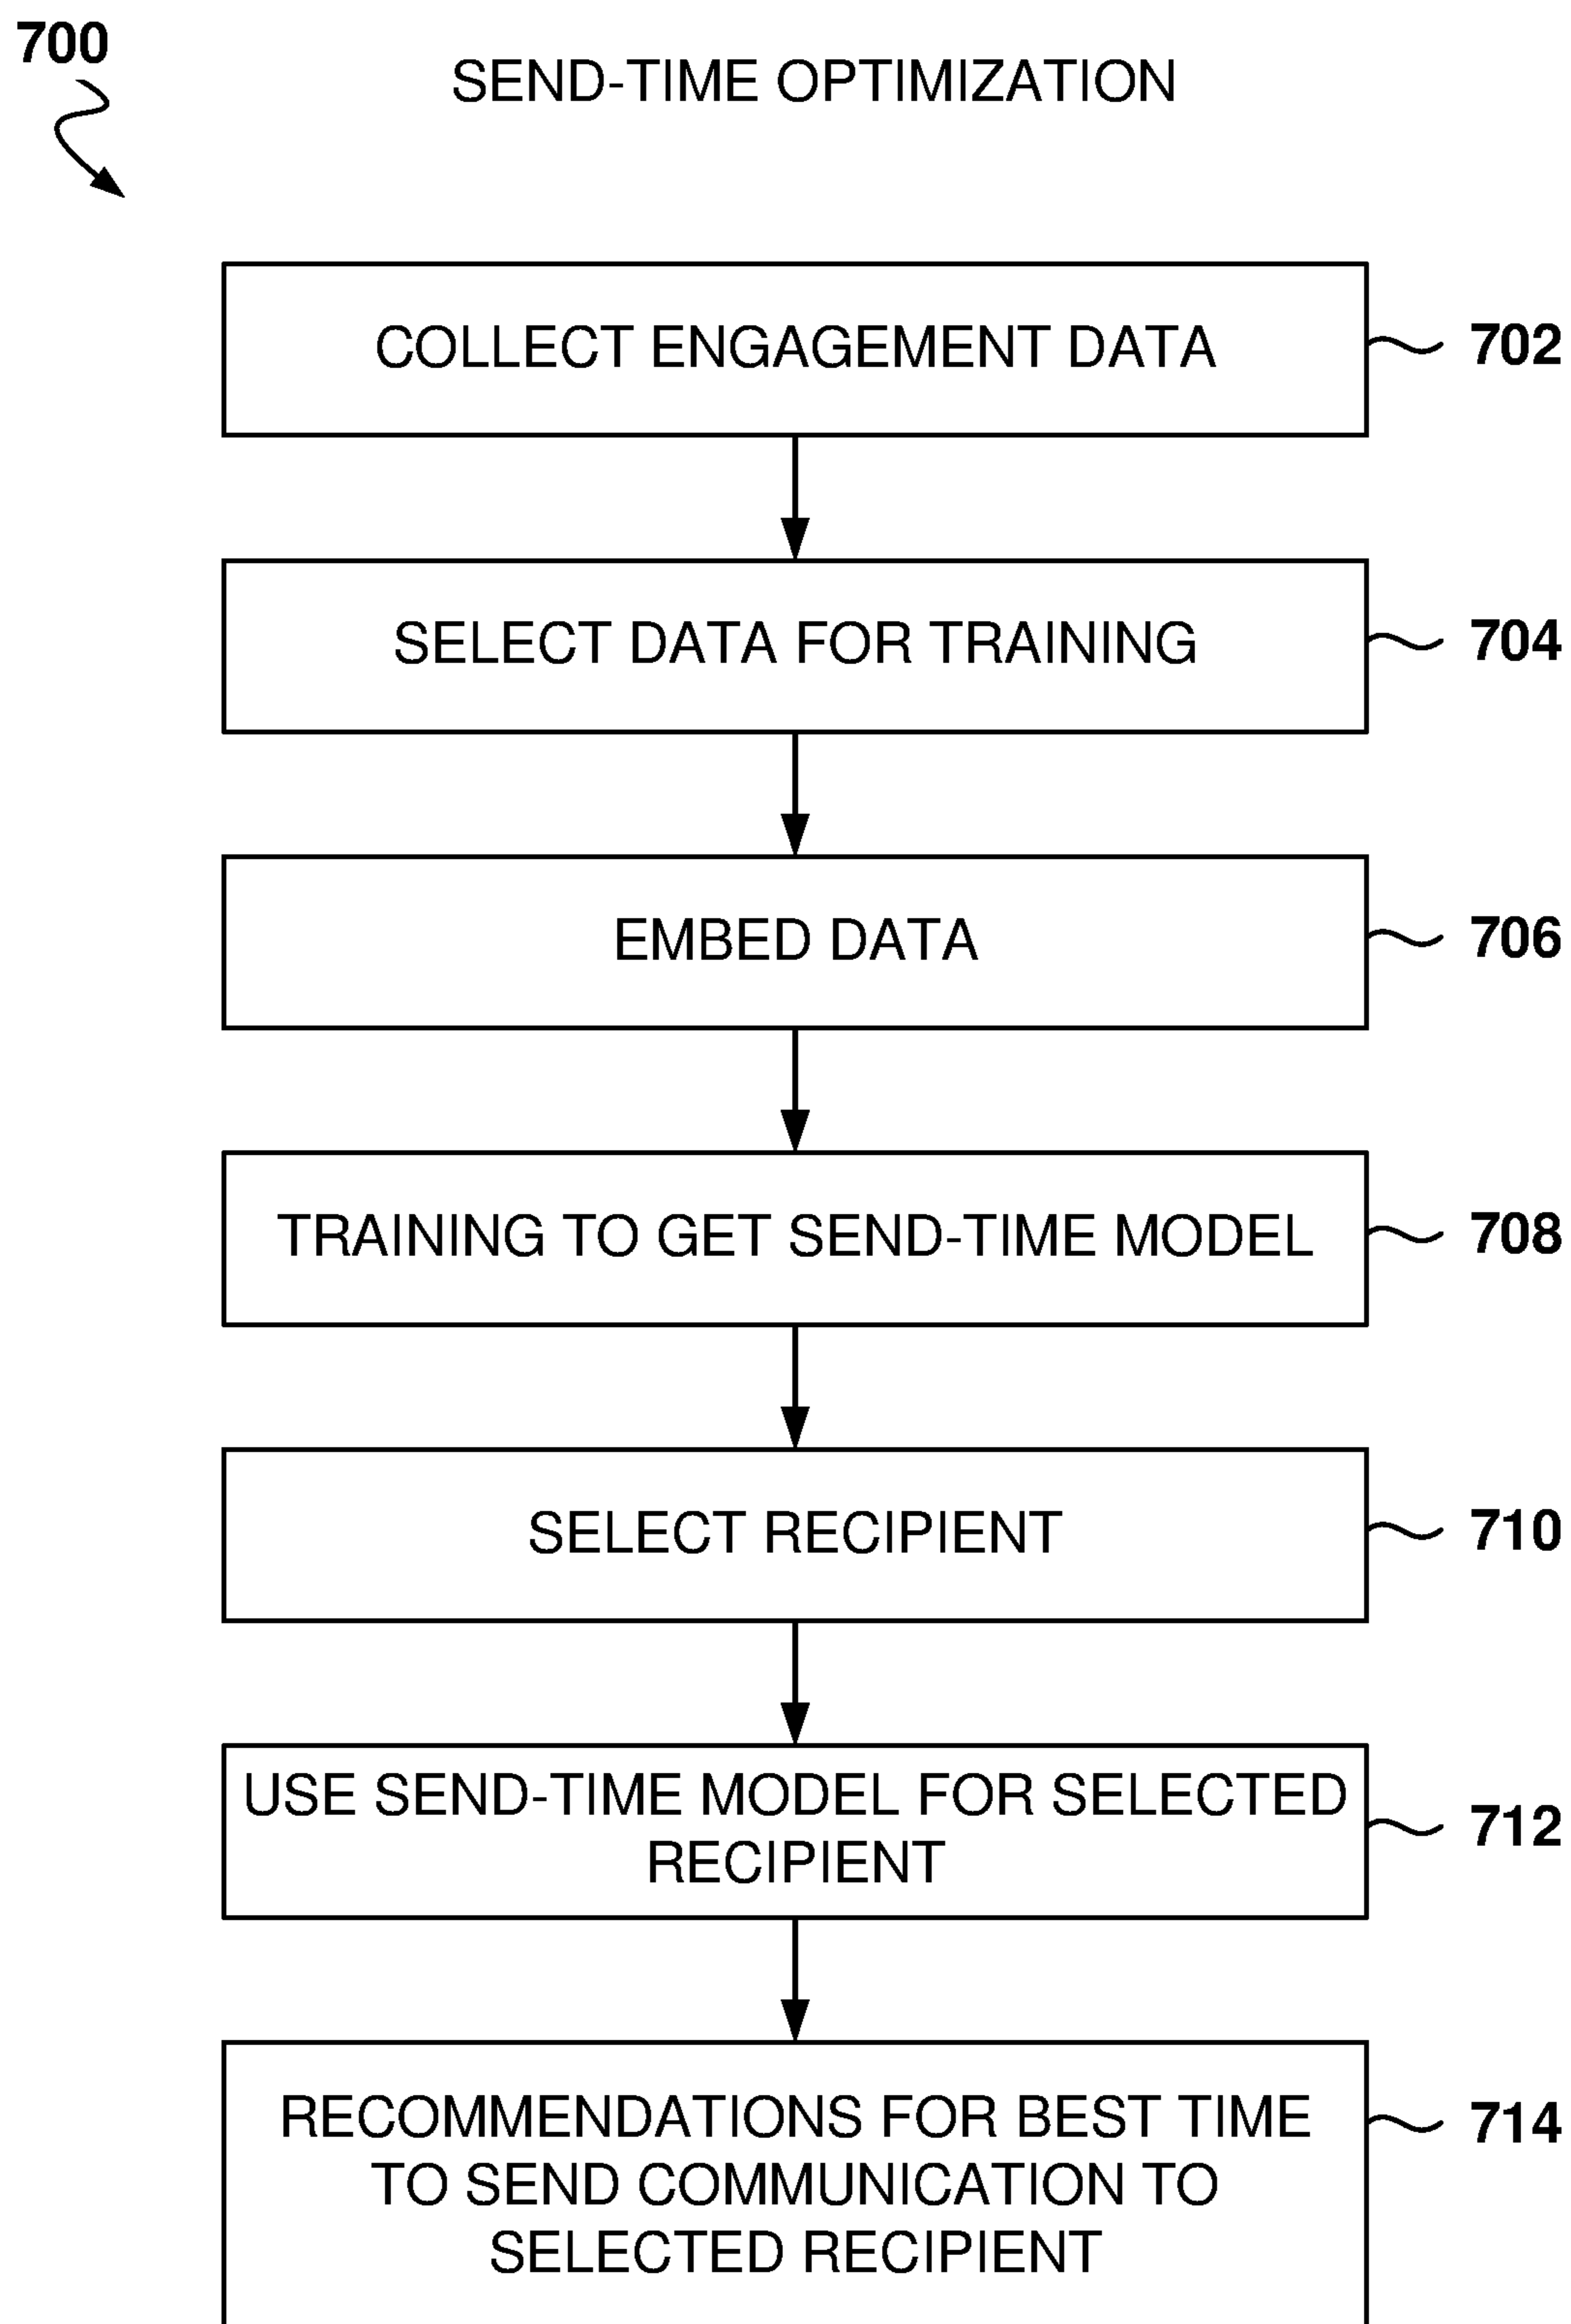 700
SEND-TIME OPTIMIZATION
COLLECT ENGAGEMENT DATA
702
SELECT DATA FOR TRAINING
704
EMBED DATA
706
TRAINING TO GET SEND-TIME MODEL
708
SELECT RECIPIENT
710
USE SEND-TIME MODEL FOR SELECTED
RECIPIENT
712
RECOMMENDATIONS FOR BEST TIME
TO SEND COMMUNICATION TO
SELECTED RECIPIENT
714